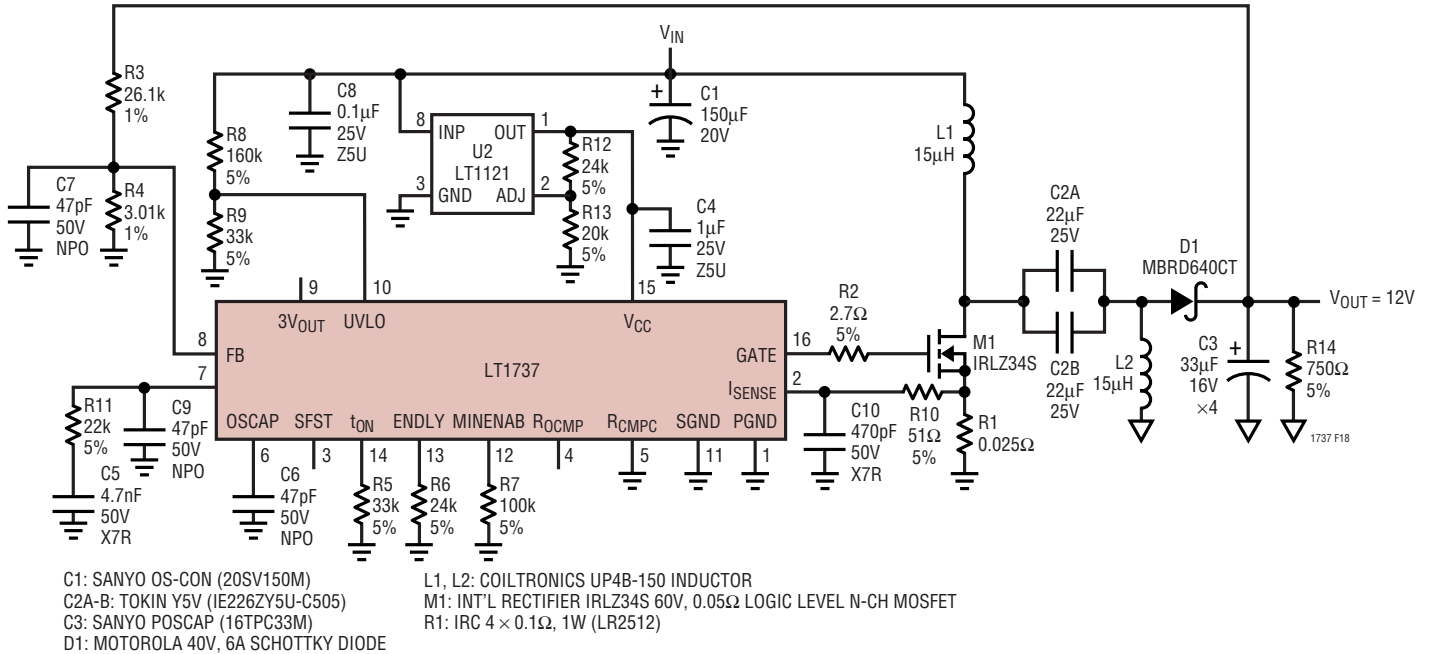 VIN
R3
26.1k
1%
C8
0.1µF
25V
Z5U
C1
150µF
20V
+
R8
160k
5%
8
INP
OUT
1
U2
LT1121
3
GND
ADJ
2
R12
24k
5%
L1
15µH
C7
47pF
50V
NPO
R4
3.01k
1%
R9
33k
5%
R13
20k
5%
C4
1µF
25V
Z5U
C2A
22µF
25V
D1
MBRD640CT
9
10
15
3VOUT
UVLO
VCC
R2
2.7Ω
5%
VOUT = 12V
8
FB
LT1737
GATE
16
M1
IRLZ34S
C2B
22µF
25V
L2
15µH
C3
33µF
16V
×4
+
R14
750Ω
5%
7
ISENSE
2
R11
22k
5%
C9
47pF
50V
NPO
OSCAP
SFST
tON
ENDLY
MINENAB
ROCMP
RCMPC
SGND
PGND
C10
470pF
50V
X7R
R10
51Ω
5%
R1
0.025Ω
1737 F18
6
3
14
13
12
4
5
11
1
C5
4.7nF
50V
X7R
C6
47pF
50V
NPO
R5
33k
5%
R6
24k
5%
R7
100k
5%
C1: SANYO OS-CON (20SV150M)
C2A-B: TOKIN Y5V (IE226ZY5U-C505)
C3: SANYO POSCAP (16TPC33M)
D1: MOTOROLA 40V, 6A SCHOTTKY DIODE
L1, L2: COILTRONICS UP4B-150 INDUCTOR
M1: INT'L RECTIFIER IRLZ34S 60V, 0.05Ω LOGIC LEVEL N-CH MOSFET
R1: IRC 4 × 0.1Ω, 1W (LR2512)